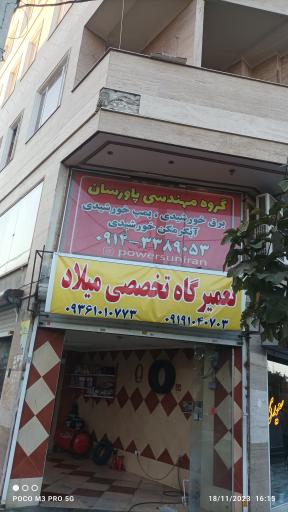 گروه مهندسی پاورسان
برق خورشیدی ، پمپ خورشیدی
آبگرمکن خورشیدی
۰۹۱۴-۳۳۸۹۰۵۳
@powersuniran
تعمیرگاه تخصصی میلاد
۰۹۳۶۱۰۱۰۷۷۳ ۰۹۱۹۱۰۴۰۷۰۳
POCO M3 PRO 5G
18/11/2023 16:15